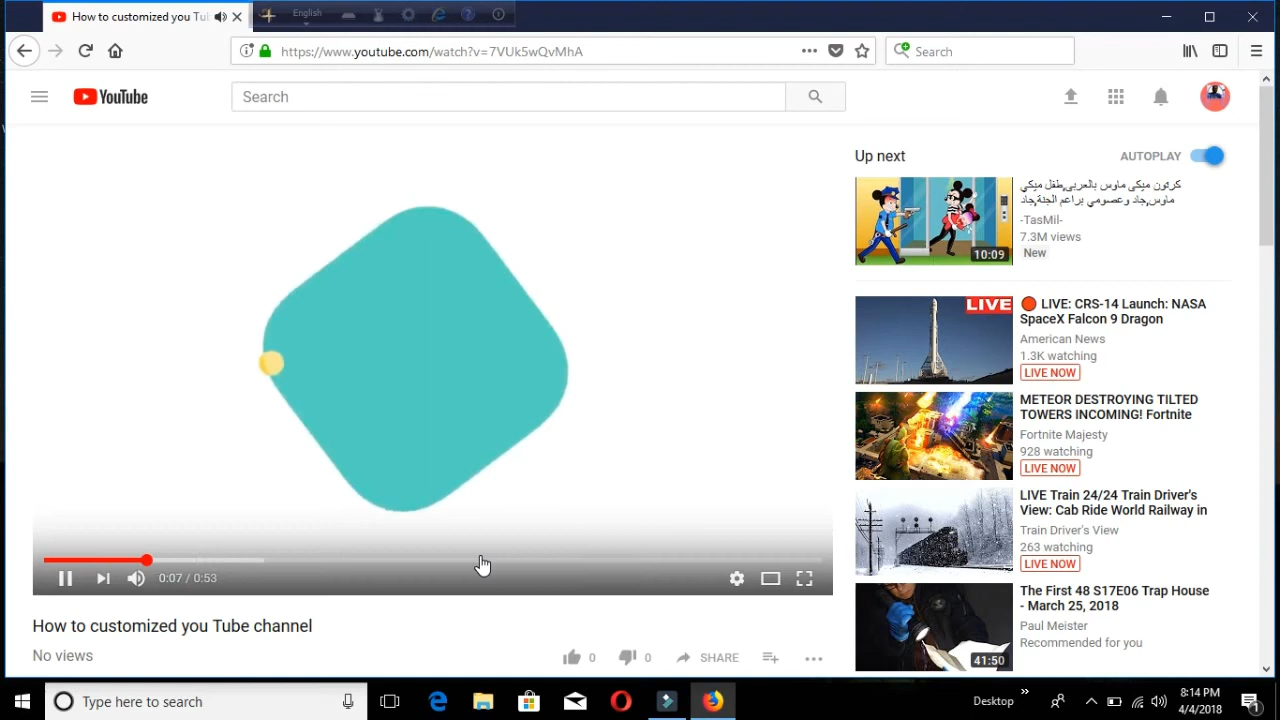 How to customized you Tub
English
https://www.youtube.com/watch?v=7VUk5wQvMhA
Search
YouTube
Search
Up next
AUTOPLAY
كرتون ميكي ماوس بالعربى,طفل ميكي
ماوس,جاد وعصومي براعم الجنة,جاد
-TasMil-
7.3M views
New
10:09
LIVE
LIVE: CRS-14 Launch: NASA
SpaceX Falcon 9 Dragon
American News
1.3K watching
LIVE NOW
METEOR DESTROYING TILTED
TOWERS INCOMING! Fortnite
Fortnite Majesty
928 watching
LIVE NOW
LIVE Train 24/24 Train Driver's
View: Cab Ride World Railway in
Train Driver's View
263 watching
LIVE NOW
The First 48 S17E06 Trap House
- March 25, 2018
Paul Meister
Recommended for you
41:50
0:07 / 0:53
How to customized you Tube channel
No views
0
0
SHARE
Type here to search
Desktop
8:14 PM
4/4/2018
1